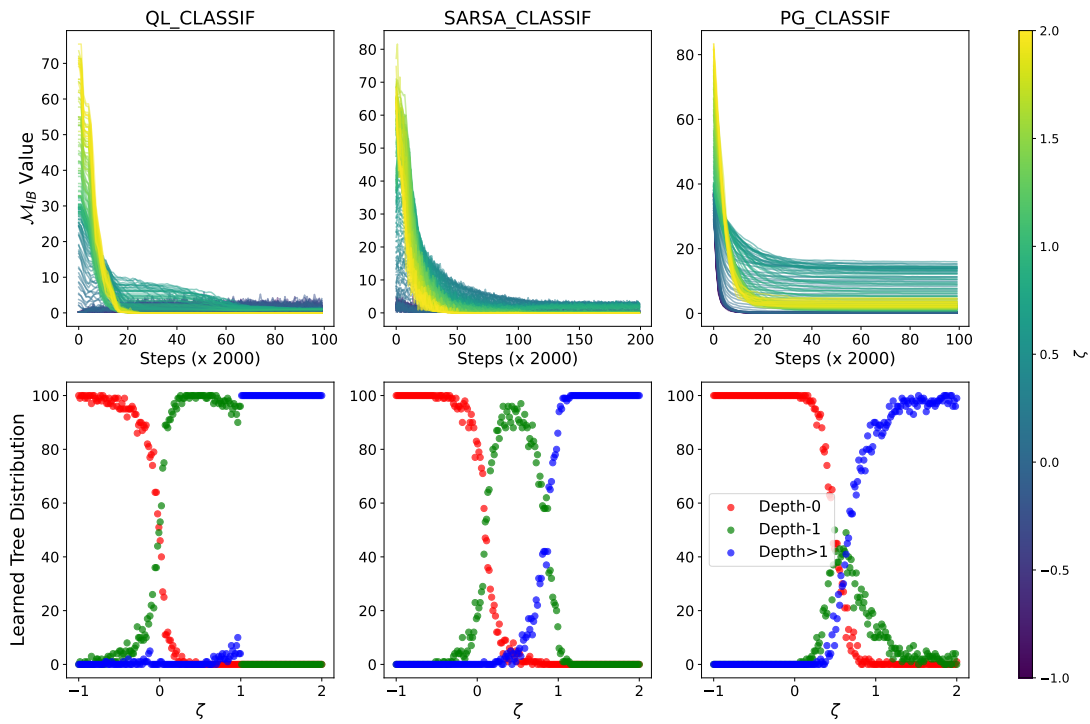 QL_CLASSIF
SARSA_CLASSIF
PG_CLASSIF
70
60
50
40
30
20
10
0
ℳ_IB Value
0 20 40 60 80 100
Steps (x 2000)
80
70
60
50
40
30
20
10
0
0 50 100 150 200
Steps (x 2000)
80
60
40
20
0
0 20 40 60 80 100
Steps (x 2000)
2.0
1.5
1.0
0.5
0.0
−0.5
−1.0
ζ
100
80
60
40
20
0
Learned Tree Distribution
−1 0 1 2
ζ
100
80
60
40
20
0
−1 0 1 2
ζ
100
80
60
40
20
0
Depth-0
Depth-1
Depth>1
−1 0 1 2
ζ